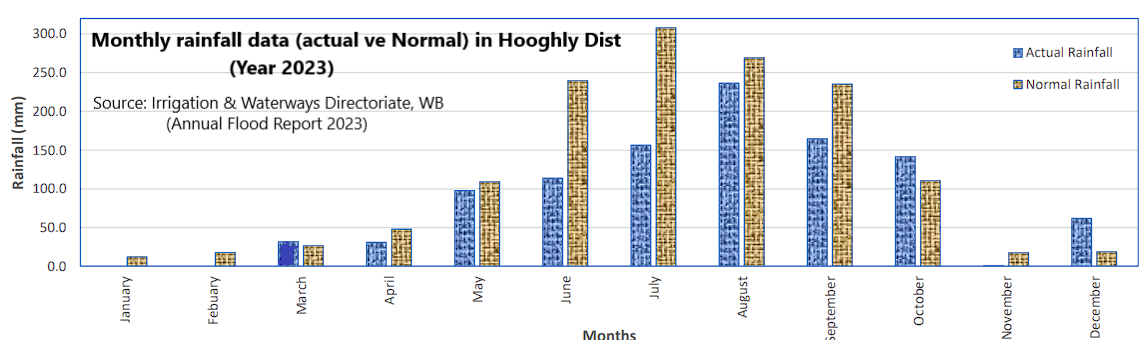 Monthly rainfall data (actual ve Normal) in Hooghly Dist
(Year 2023)
Source: Irrigation & Waterways Directoriate, WB
(Annual Flood Report 2023)
Actual Rainfall
Normal Rainfall
Rainfall (mm)
300.0
250.0
200.0
150.0
100.0
50.0
0.0
January
Febuary
March
April
May
June
July
August
September
October
November
December
Months